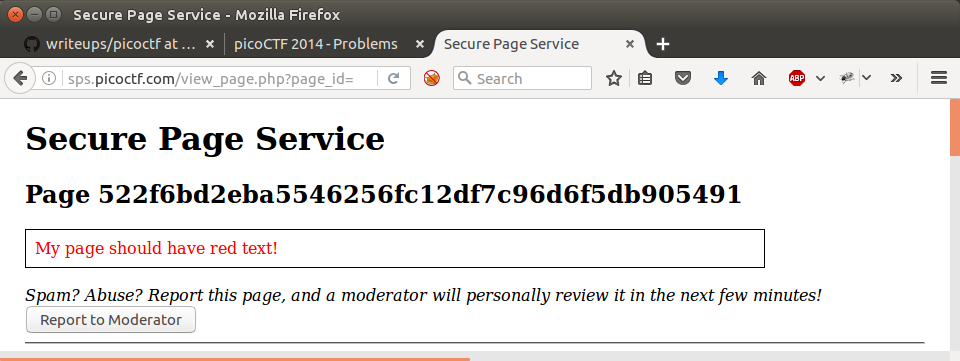 Secure Page Service - Mozilla Firefox
writeups/picoctf at ...
picoCTF 2014 - Problems
Secure Page Service
sps.picoctf.com/view_page.php?page_id=
Search
ABP
Secure Page Service
Page 522f6bd2eba5546256fc12df7c96d6f5db905491
My page should have red text!
Spam? Abuse? Report this page, and a moderator will personally review it in the next few minutes!
Report to Moderator